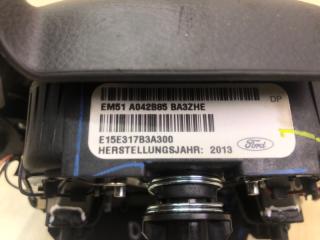 EM51 A042B85 BA3ZHE
DP
E15E317B3A300
HERSTELLUNGSJAHR: 2013
Ford